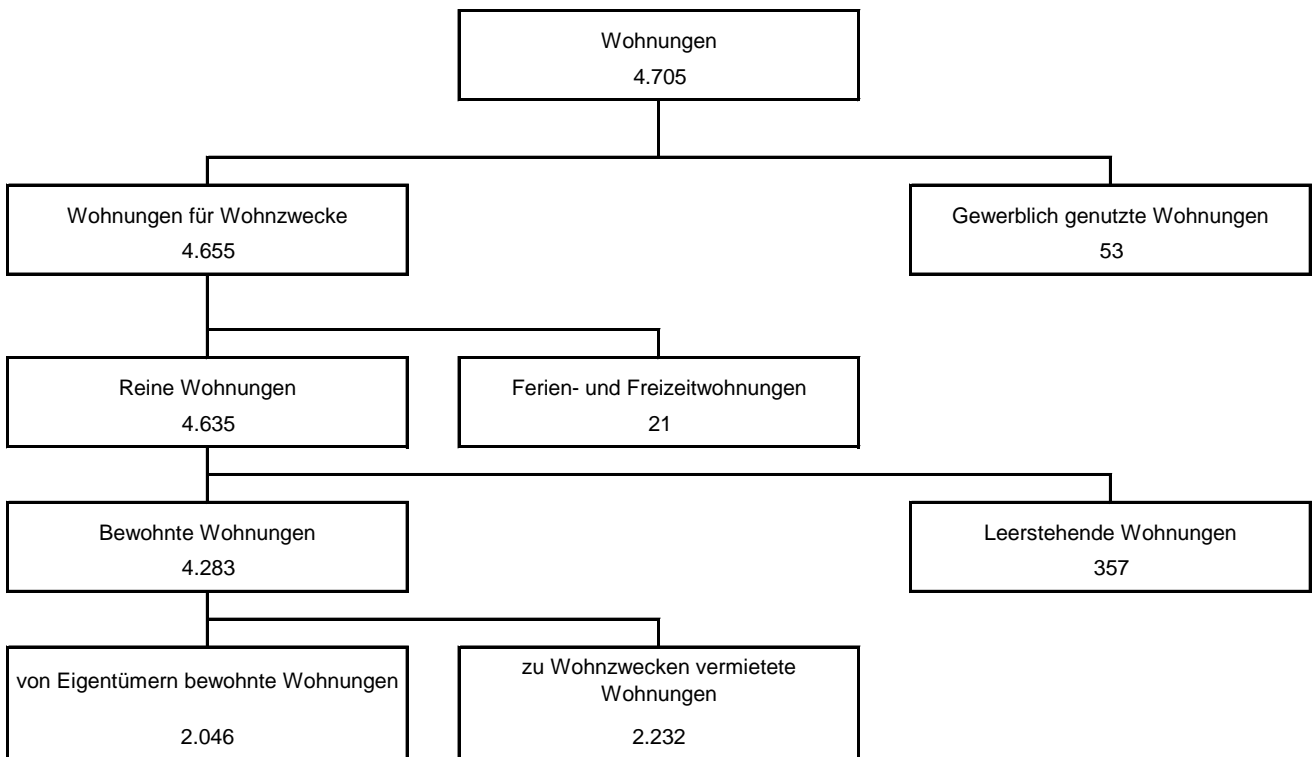 Wohnungen
4.705
Wohnungen für Wohnzwecke
4.655
Gewerblich genutzte Wohnungen
53
Reine Wohnungen
4.635
Ferien- und Freizeitwohnungen
21
Bewohnte Wohnungen
4.283
Leerstehende Wohnungen
357
von Eigentümern bewohnte Wohnungen
2.046
zu Wohnzwecken vermietete
Wohnungen
2.232